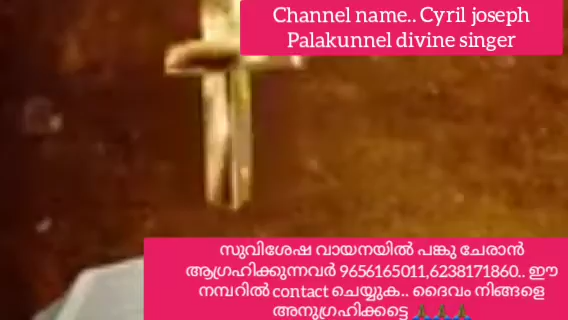 Channel name.. Cyril joseph
Palakunnel divine singer
സുവിശേഷ വായനയിൽ പങ്കു ചേരാൻ
ആഗ്രഹിക്കുന്നവർ 9656165011,6238171860.. ഈ
നമ്പറിൽ contact ചെയ്യുക.. ദൈവം നിങ്ങളെ
അനുഗ്രഹിക്കട്ടെ 🙏🙏🙏